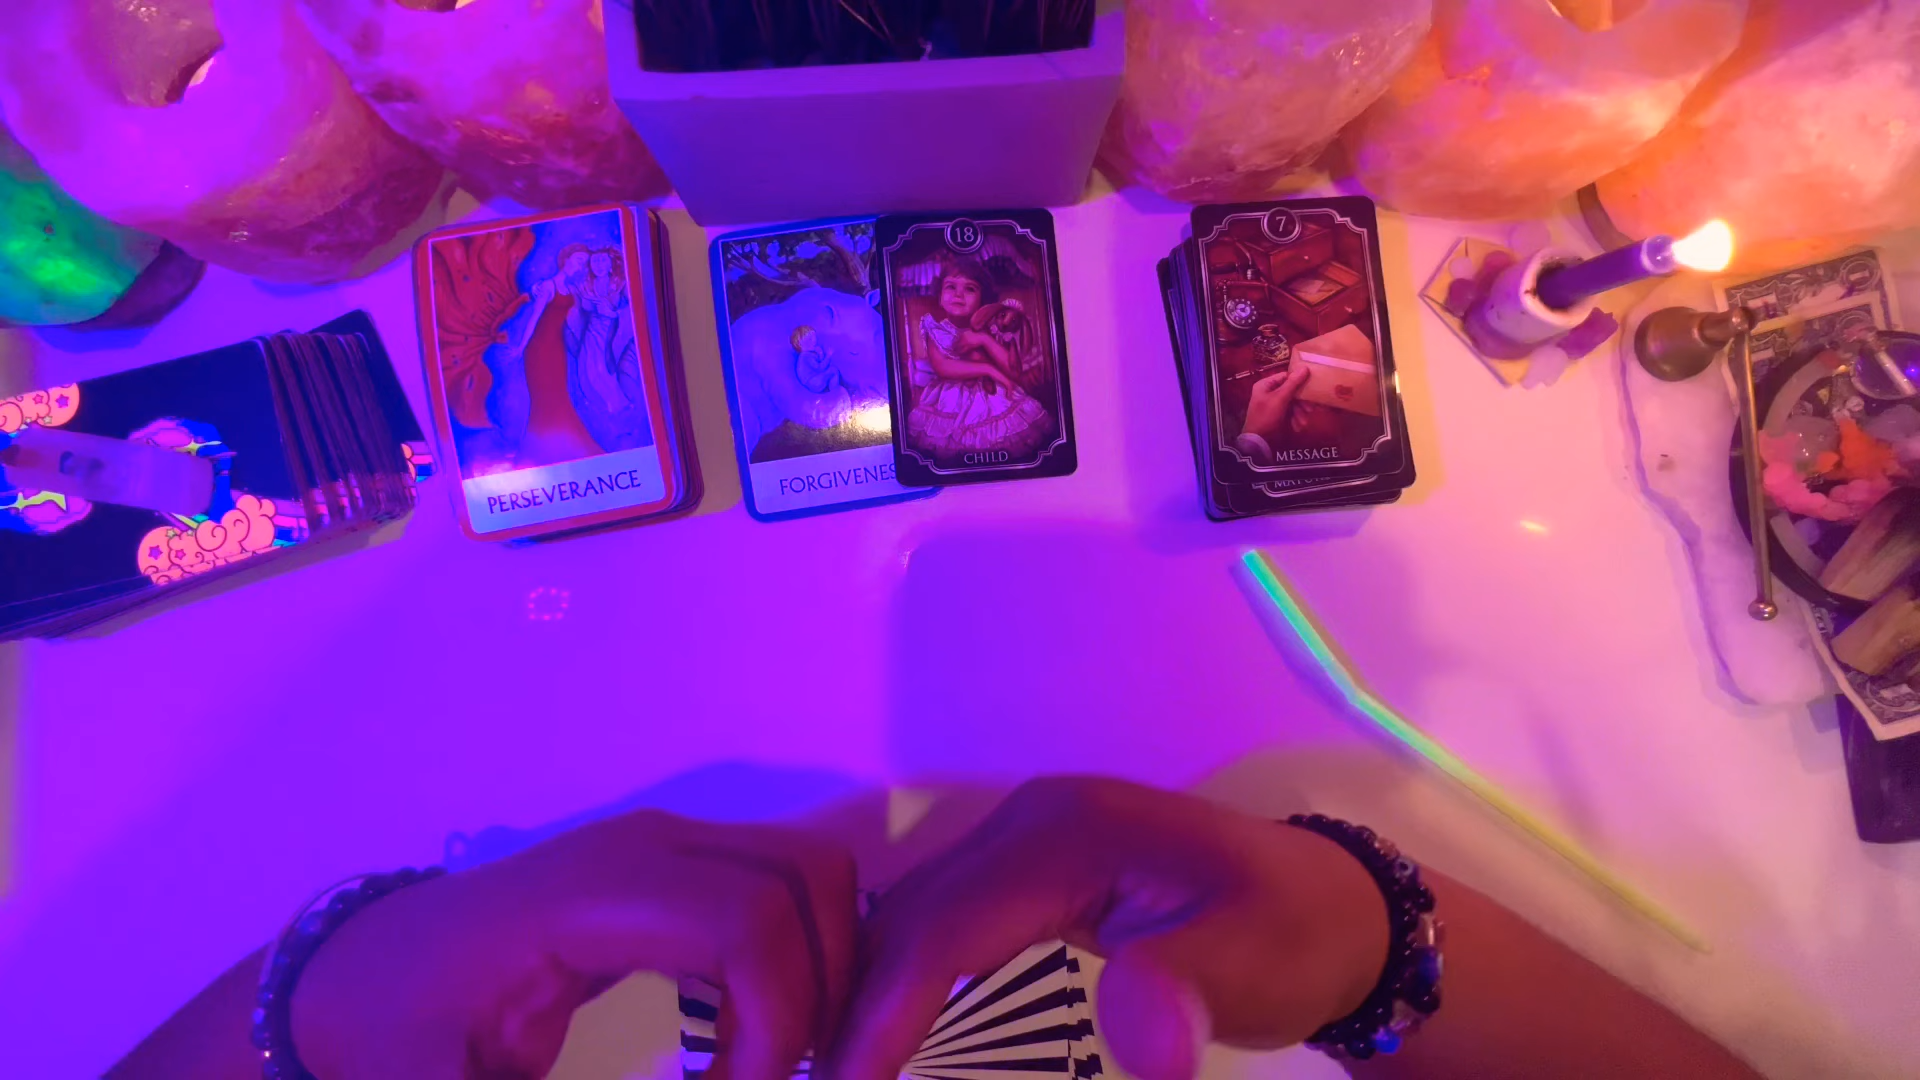 PERSEVERANCE
FORGIVENES
18
CHILD
7
MESSAGE